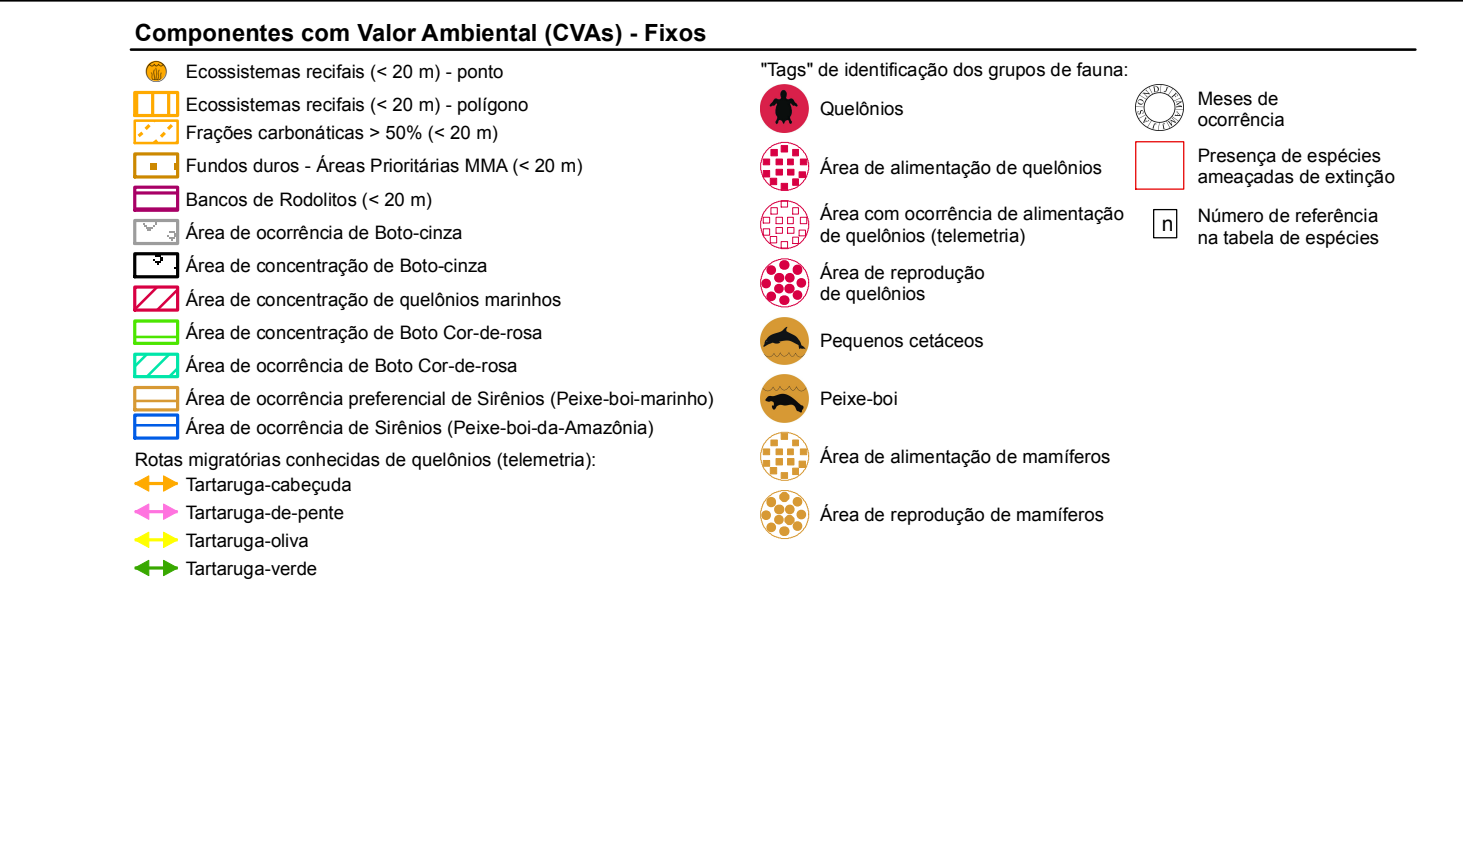 Componentes com Valor Ambiental (CVAs) - Fixos
Ecossistemas recifais (< 20 m) - ponto
Ecossistemas recifais (< 20 m) - polígono
Frações carbonáticas > 50% (< 20 m)
Fundos duros - Áreas Prioritárias MMA (< 20 m)
Bancos de Rodolitos (< 20 m)
Área de ocorrência de Boto-cinza
Área de concentração de Boto-cinza
Área de concentração de quelônios marinhos
Área de concentração de Boto Cor-de-rosa
Área de ocorrência de Boto Cor-de-rosa
Área de ocorrência preferencial de Sirênios (Peixe-boi-marinho)
Área de ocorrência de Sirênios (Peixe-boi-da-Amazônia)
Rotas migratórias conhecidas de quelônios (telemetria):
Tartaruga-cabeçuda
Tartaruga-de-pente
Tartaruga-oliva
Tartaruga-verde
"Tags" de identificação dos grupos de fauna:
Quelônios
Área de alimentação de quelônios
Área com ocorrência de alimentação
de quelônios (telemetria)
Área de reprodução
de quelônios
Pequenos cetáceos
Peixe-boi
Área de alimentação de mamíferos
Área de reprodução de mamíferos
J F M A M J J A S O N D
Meses de
ocorrência
Presença de espécies
ameaçadas de extinção
n
Número de referência
na tabela de espécies